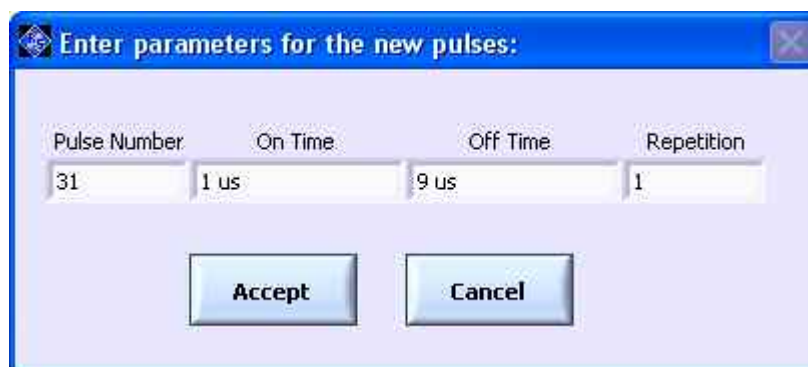 Enter parameters for the new pulses:
Pulse Number On Time Off Time Repetition
31 1 us 9 us 1
Accept Cancel